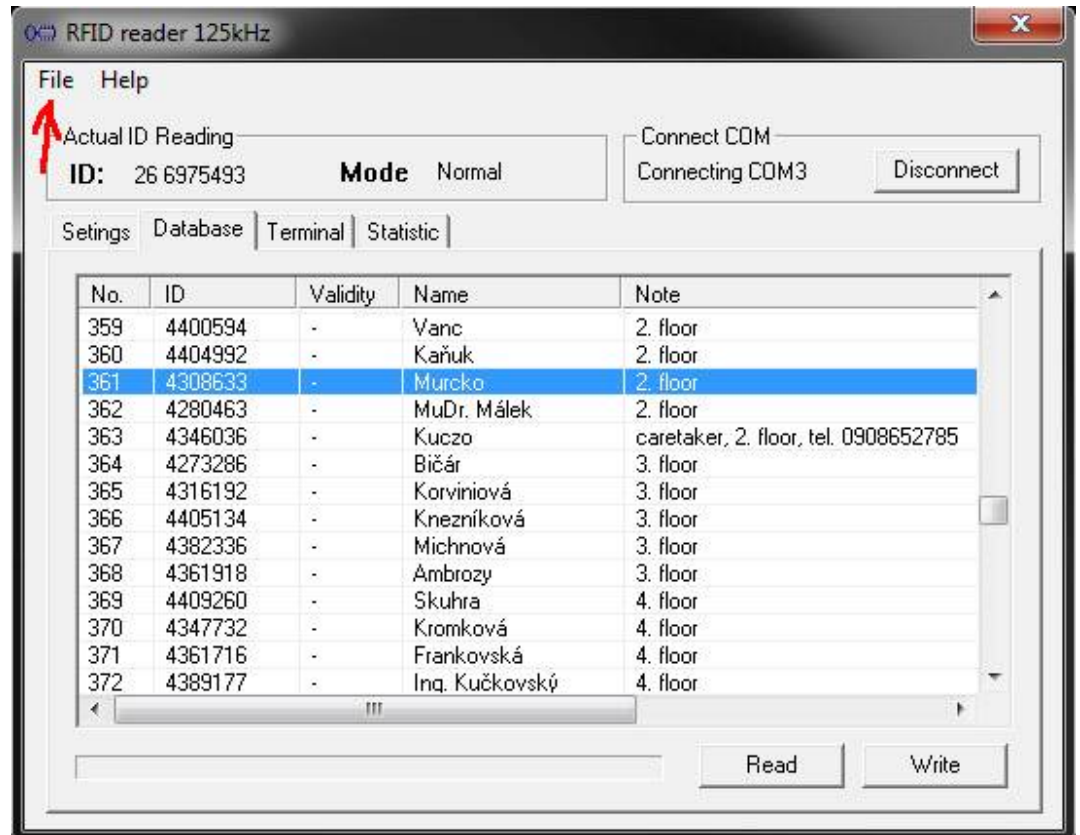 RFID reader 125kHz
File Help
Actual ID Reading
ID: 26 6975493 Mode Normal
Connect COM
Connecting COM3 Disconnect
Setings Database Terminal Statistic
No. ID Validity Name Note
359 4400594 - Vanc 2. floor
360 4404992 - Kaňuk 2. floor
361 4308633 - Murcko 2. floor
362 4280463 - MuDr. Málek 2. floor
363 4346036 - Kuczo caretaker, 2. floor, tel. 0908652785
364 4273286 - Bičár 3. floor
365 4316192 - Korviniová 3. floor
366 4405134 - Knezníková 3. floor
367 4382336 - Michnová 3. floor
368 4361918 - Ambrozy 3. floor
369 4409260 - Skuhra 4. floor
370 4347732 - Kromková 4. floor
371 4361716 - Frankovská 4. floor
372 4389177 - Ing. Kučkovský 4. floor
Read Write